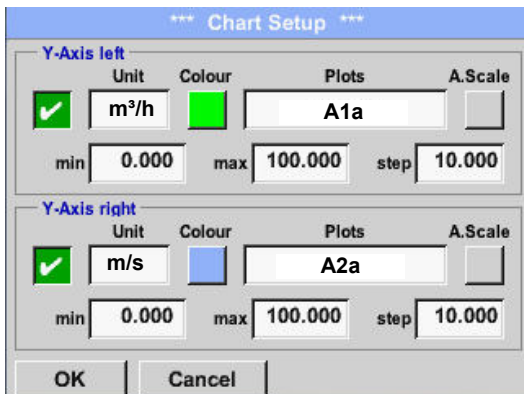 *** Chart Setup ***
Y-Axis left
Unit Colour Plots A.Scale
m³/h A1a
min 0.000 max 100.000 step 10.000
Y-Axis right
Unit Colour Plots A.Scale
m/s A2a
min 0.000 max 100.000 step 10.000
OK Cancel